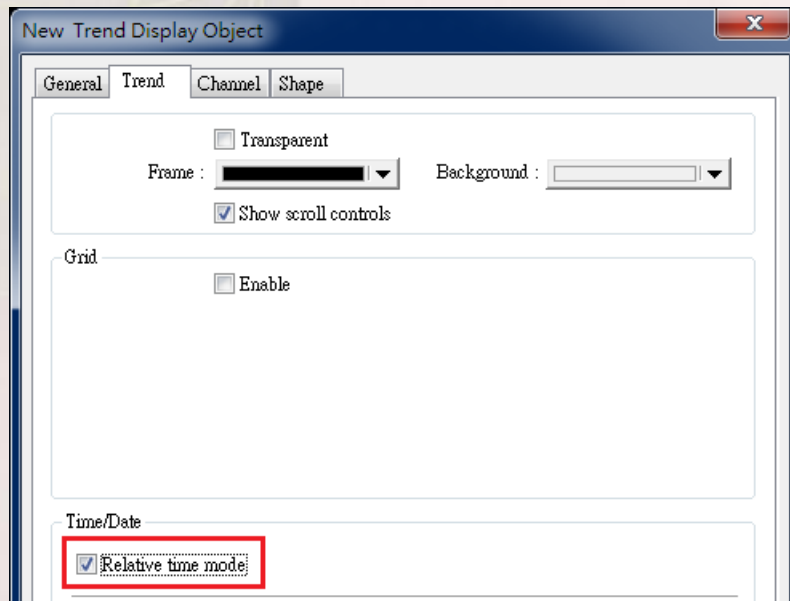 New Trend Display Object
General Trend Channel Shape
Transparent
Frame : Background :
Show scroll controls
Grid
Enable
Time/Date
Relative time mode